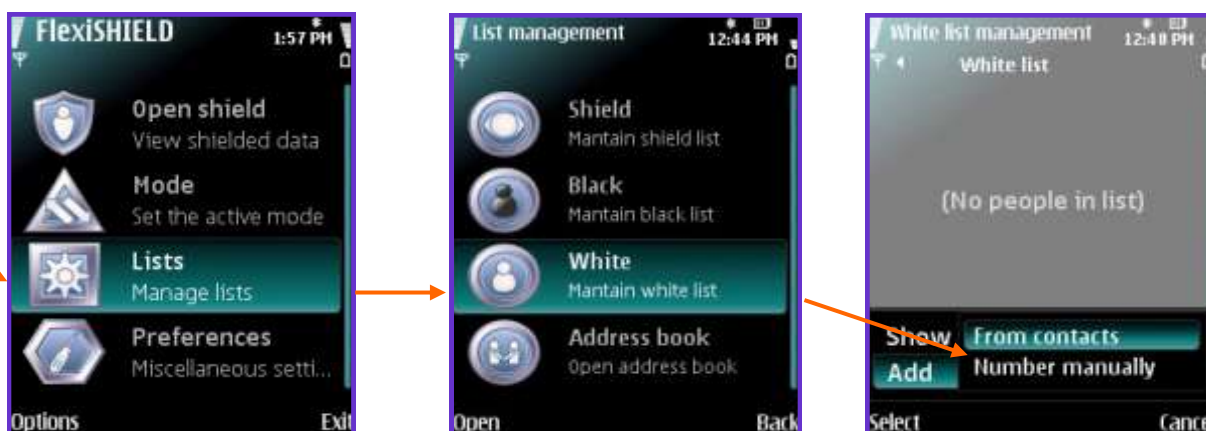 FlexiSHIELD
1:57 PM
Open shield
View shielded data
Mode
Set the active mode
Lists
Manage lists
Preferences
Miscellaneous setti...
Options
Exit
List management
12:44 PM
Shield
Mantain shield list
Black
Mantain black list
White
Mantain white list
Address book
Open address book
Open
Back
White list management
12:40 PM
White list
(No people in list)
Show
From contacts
Add
Number manually
Select
Cance